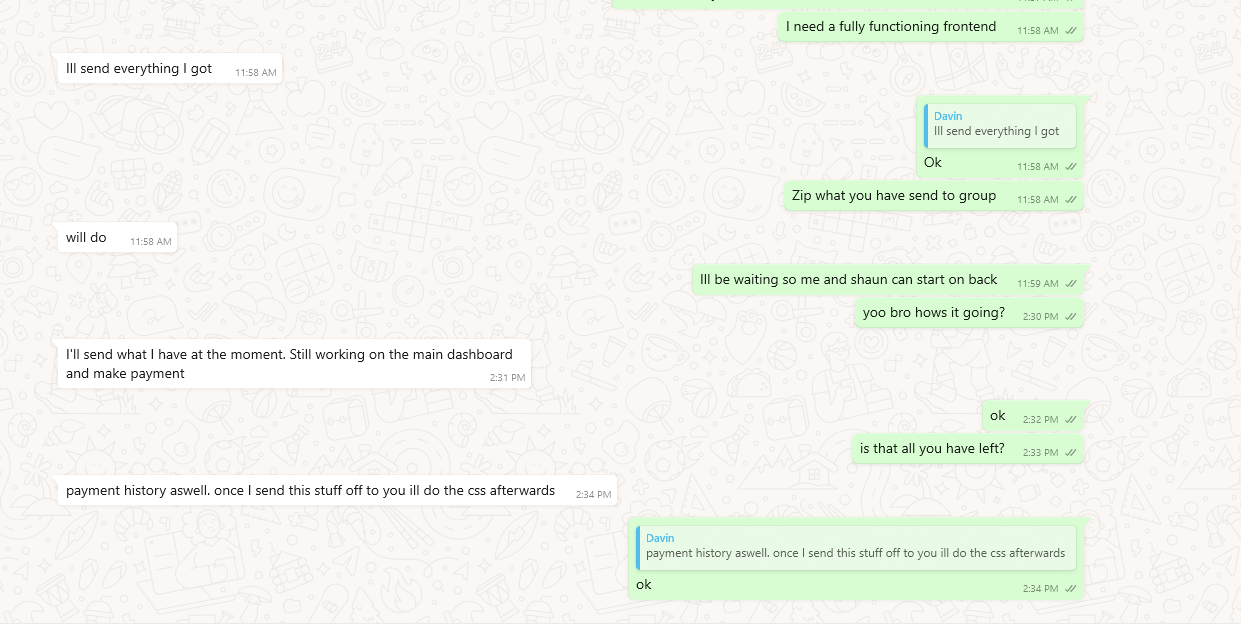 I need a fully functioning frontend 11:58 AM
Ill send everything I got 11:58 AM
Davin
Ill send everything I got
Ok 11:58 AM
Zip what you have send to group 11:58 AM
will do 11:58 AM
Ill be waiting so me and shaun can start on back 11:59 AM
yoo bro hows it going? 2:30 PM
I'll send what I have at the moment. Still working on the main dashboard
and make payment 2:31 PM
ok 2:32 PM
is that all you have left? 2:33 PM
payment history aswell. once I send this stuff off to you ill do the css afterwards 2:34 PM
Davin
payment history aswell. once I send this stuff off to you ill do the css afterwards
ok 2:34 PM